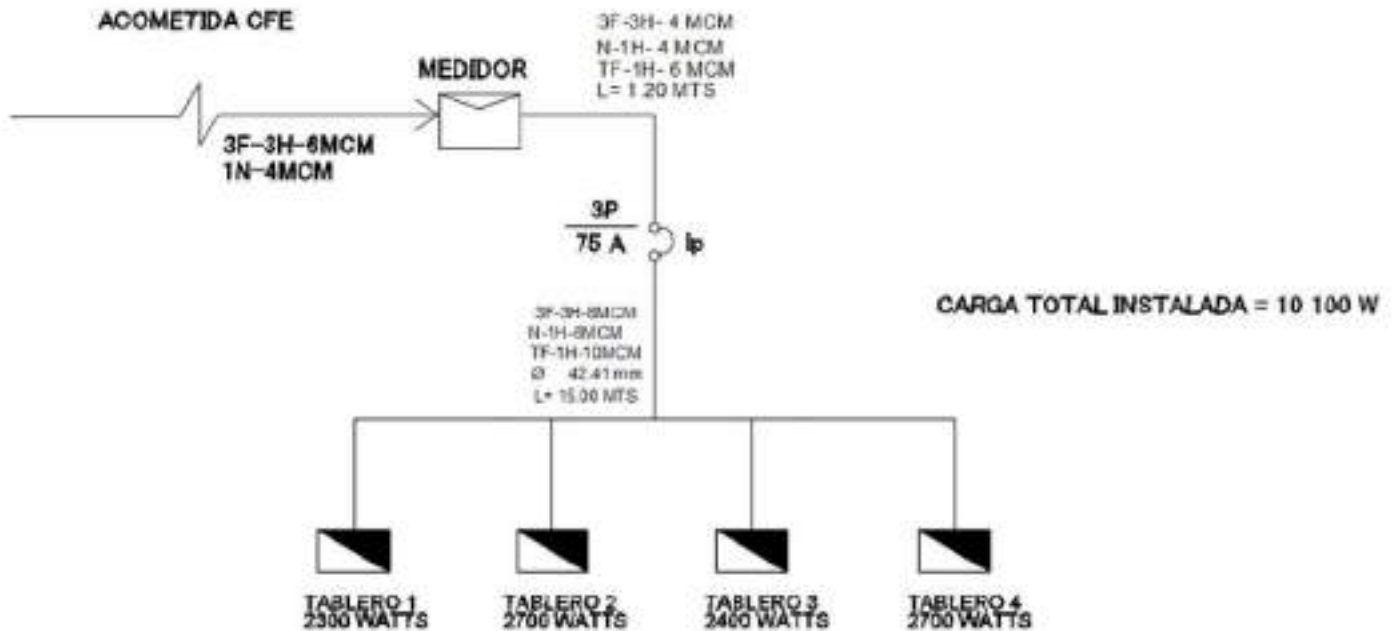 ACOMETIDA CFE
3F-3H- 4 MCM
N-1H- 4 MCM
TF-1H- 6 MCM
L= 1.20 MTS
MEDIDOR
3F-3H-6MCM
1N-4MCM
3P
75 A
Ip
3F-3H-8MCM
N-1H-8MCM
TF-1H-10MCM
Ø 42.41mm
L= 15.00 MTS
CARGA TOTAL INSTALADA = 10 100 W
TABLERO 1
2300 WATTS
TABLERO 2
2700 WATTS
TABLERO 3
2400 WATTS
TABLERO 4
2700 WATTS